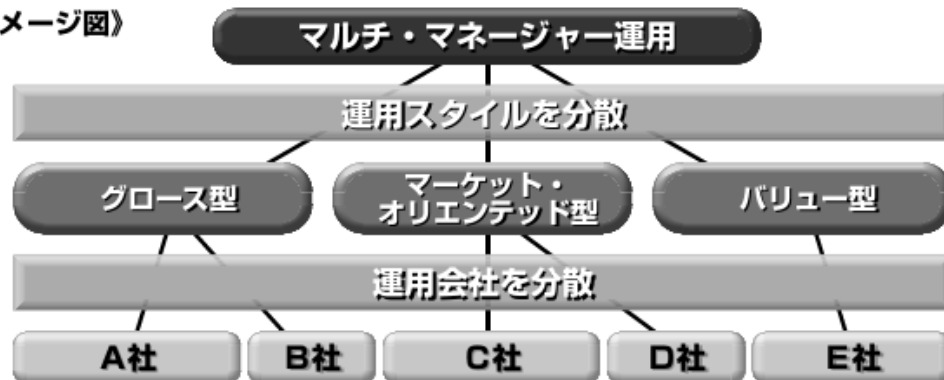 メージ図》
マルチ・マネージャー運用
運用スタイルを分散
グロース型
マーケット・
オリエンテッド型
バリュー型
運用会社を分散
A社
B社
C社
D社
E社